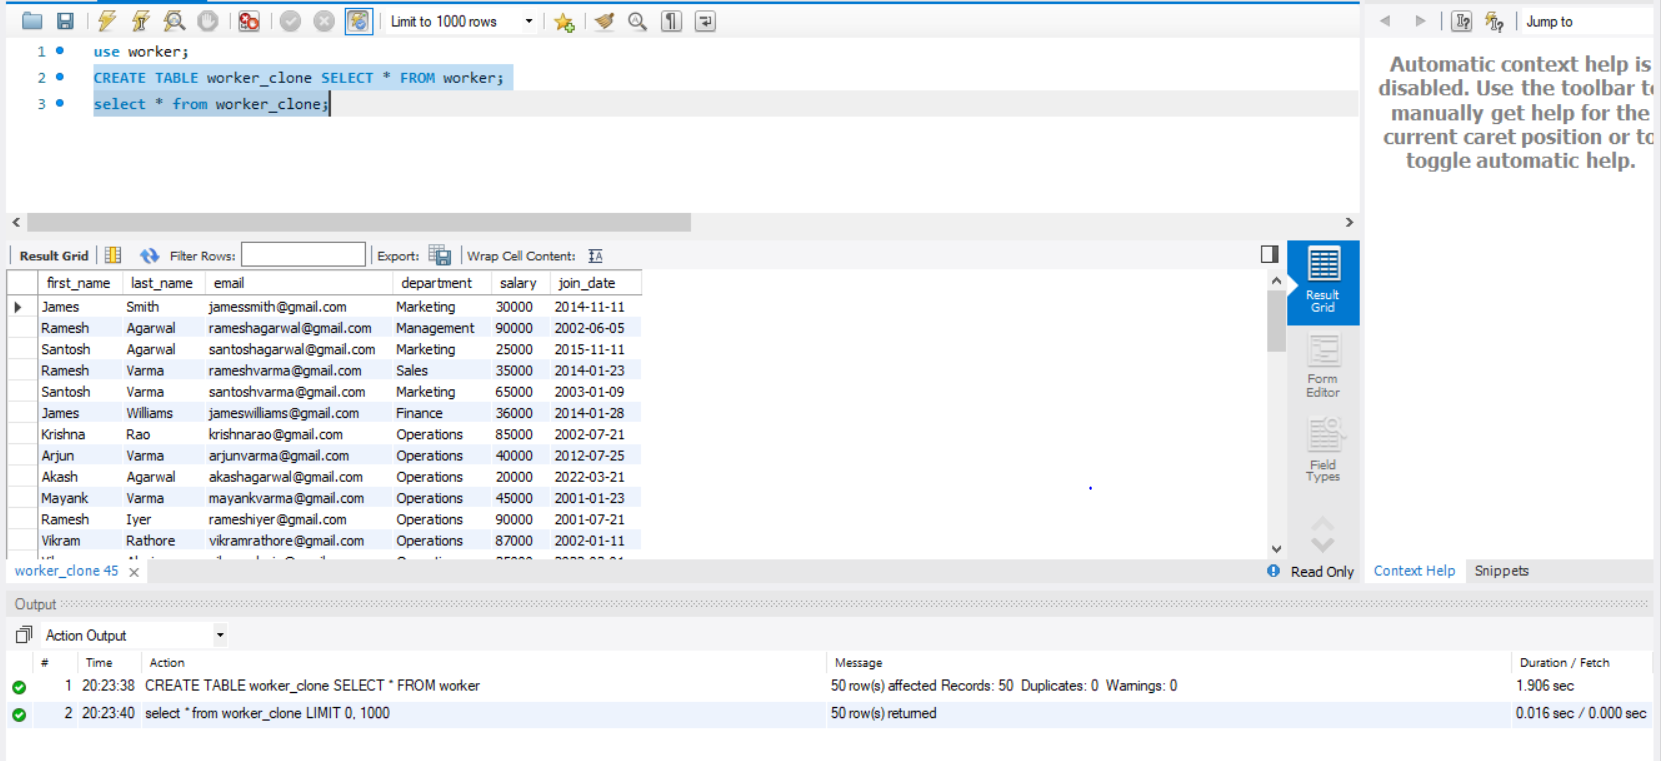 Limit to 1000 rows
Jump to
1 use worker;
2 CREATE TABLE worker_clone SELECT * FROM worker;
3 select * from worker_clone;
Automatic context help is
disabled. Use the toolbar to
manually get help for the
current caret position or to
toggle automatic help.
Result Grid Filter Rows: Export: Wrap Cell Content:
first_name last_name email department salary join_date
James Smith jamessmith@gmail.com Marketing 30000 2014-11-11
Ramesh Agarwal rameshagarwal@gmail.com Management 90000 2002-06-05
Santosh Agarwal santoshagarwal@gmail.com Marketing 25000 2015-11-11
Ramesh Varma rameshvarma@gmail.com Sales 35000 2014-01-23
Santosh Varma santoshvarma@gmail.com Marketing 65000 2003-01-09
James Williams jameswilliams@gmail.com Finance 36000 2014-01-28
Krishna Rao krishnarao@gmail.com Operations 85000 2002-07-21
Arjun Varma arjunvarma@gmail.com Operations 40000 2012-07-25
Akash Agarwal akashagarwal@gmail.com Operations 20000 2022-03-21
Mayank Varma mayankvarma@gmail.com Operations 45000 2001-01-23
Ramesh Iyer rameshiyer@gmail.com Operations 90000 2001-07-21
Vikram Rathore vikramrathore@gmail.com Operations 87000 2002-01-11
Result
Grid
Form
Editor
Field
Types
worker_clone 45
Read Only
Context Help Snippets
Output
Action Output
# Time Action Message Duration / Fetch
1 20:23:38 CREATE TABLE worker_clone SELECT * FROM worker 50 row(s) affected Records: 50 Duplicates: 0 Warnings: 0 1.906 sec
2 20:23:40 select * from worker_clone LIMIT 0, 1000 50 row(s) returned 0.016 sec / 0.000 sec